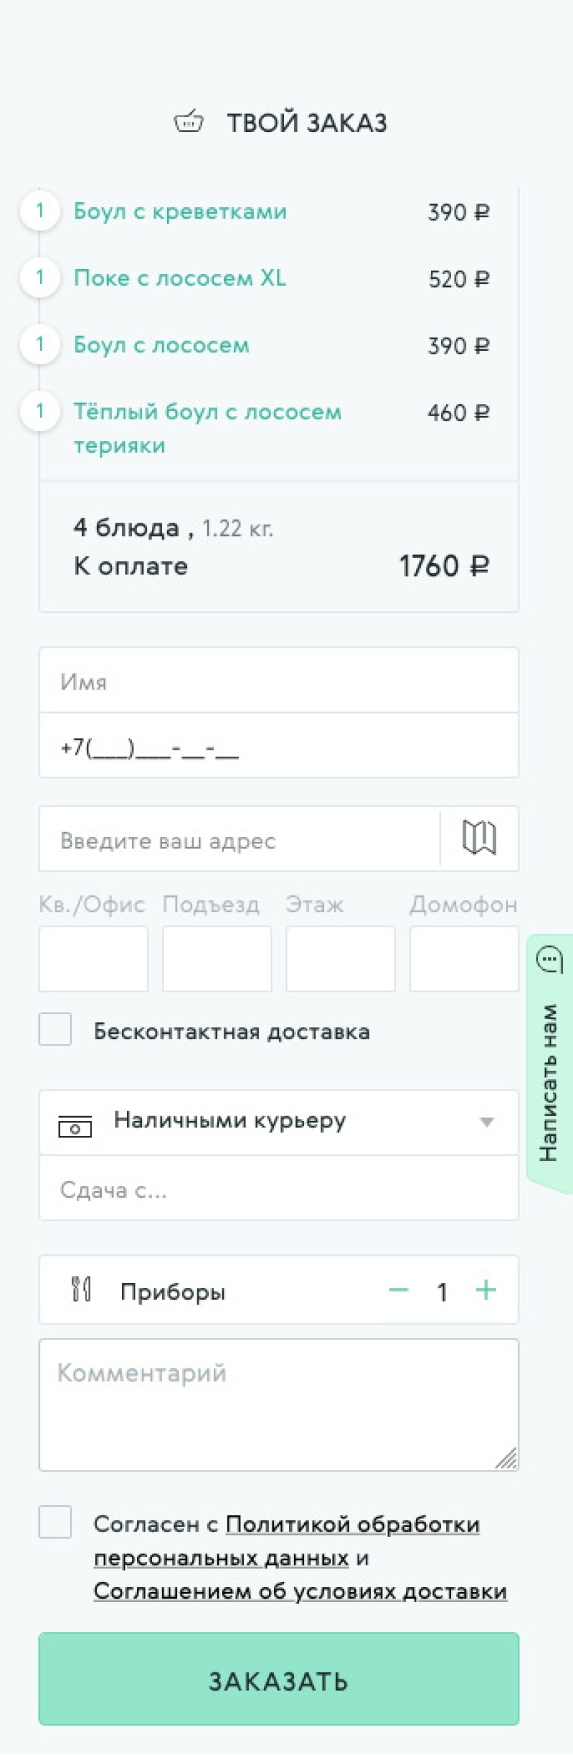 ТВОЙ ЗАКАЗ
1 Боул с креветками 390 ₽
1 Поке с лососем XL 520 ₽
1 Боул с лососем 390 ₽
1 Тёплый боул с лососем 460 ₽
терияки
4 блюда , 1.22 кг.
К оплате 1760 ₽
Имя
+7(___)___-__-__
Введите ваш адрес
Кв./Офис Подъезд Этаж Домофон
Бесконтактная доставка
Написать нам
Наличными курьеру
Сдача с...
Приборы − 1 +
Комментарий
Согласен с Политикой обработки
персональных данных и
Соглашением об условиях доставки
ЗАКАЗАТЬ